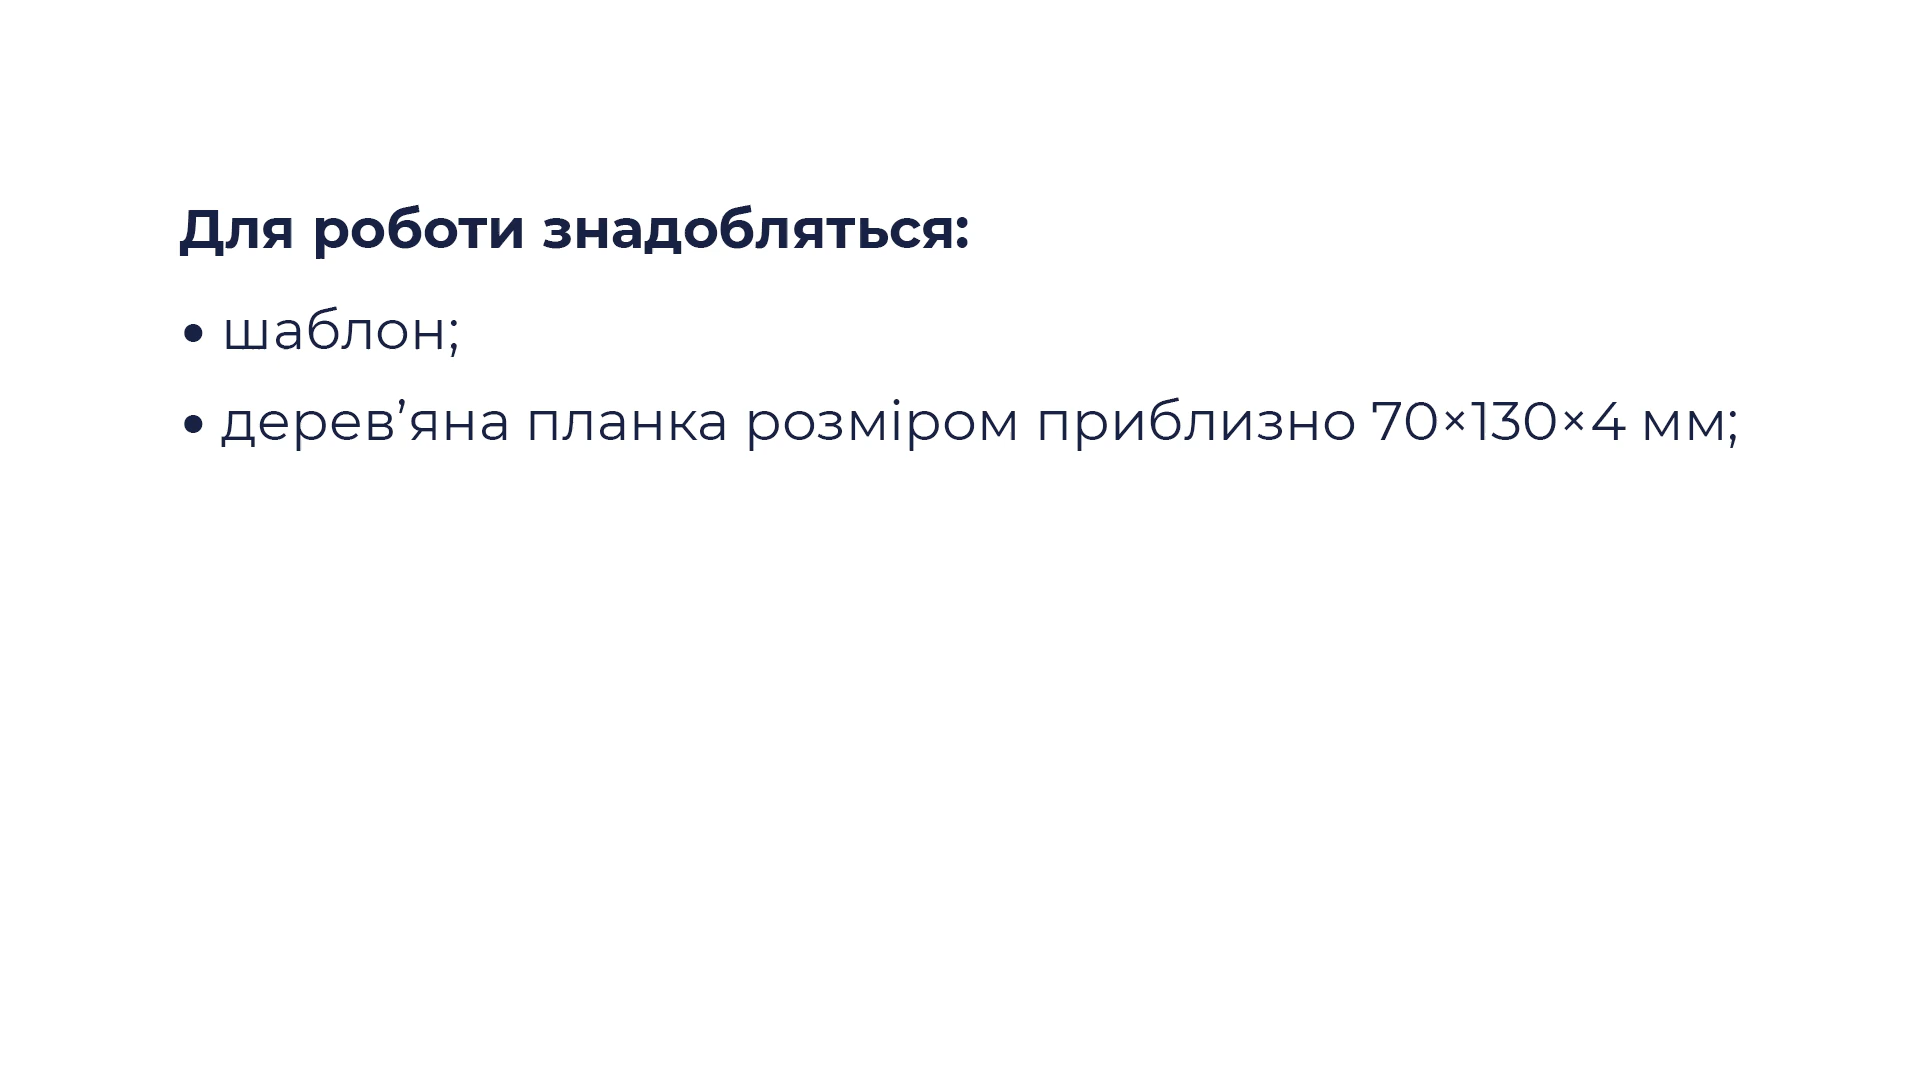 Для роботи знадобляться:
• шаблон;
• дерев’яна планка розміром приблизно 70×130×4 мм;